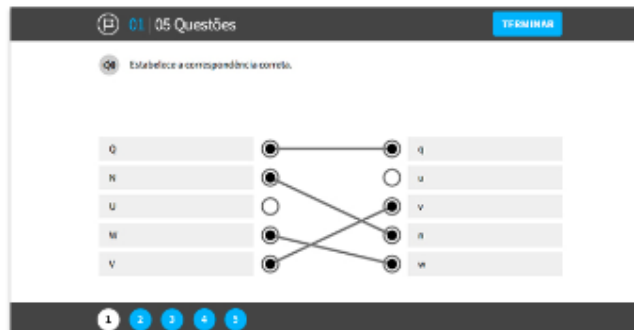 01 | 05 Questões
TERMINAR
Estabelece a correspondência correta.
Q q
N u
U v
W n
V w
1 2 3 4 5